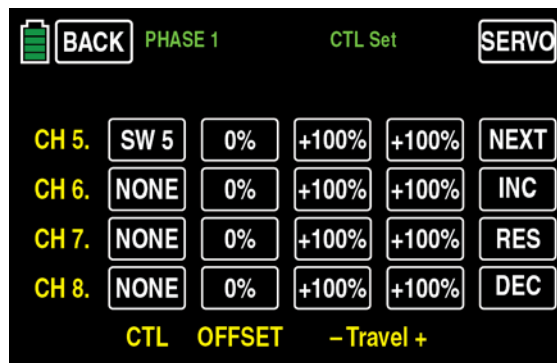 BACK PHASE 1 CTL Set SERVO
CH 5. SW 5 0% +100% +100% NEXT
CH 6. NONE 0% +100% +100% INC
CH 7. NONE 0% +100% +100% RES
CH 8. NONE 0% +100% +100% DEC
CTL OFFSET – Travel +